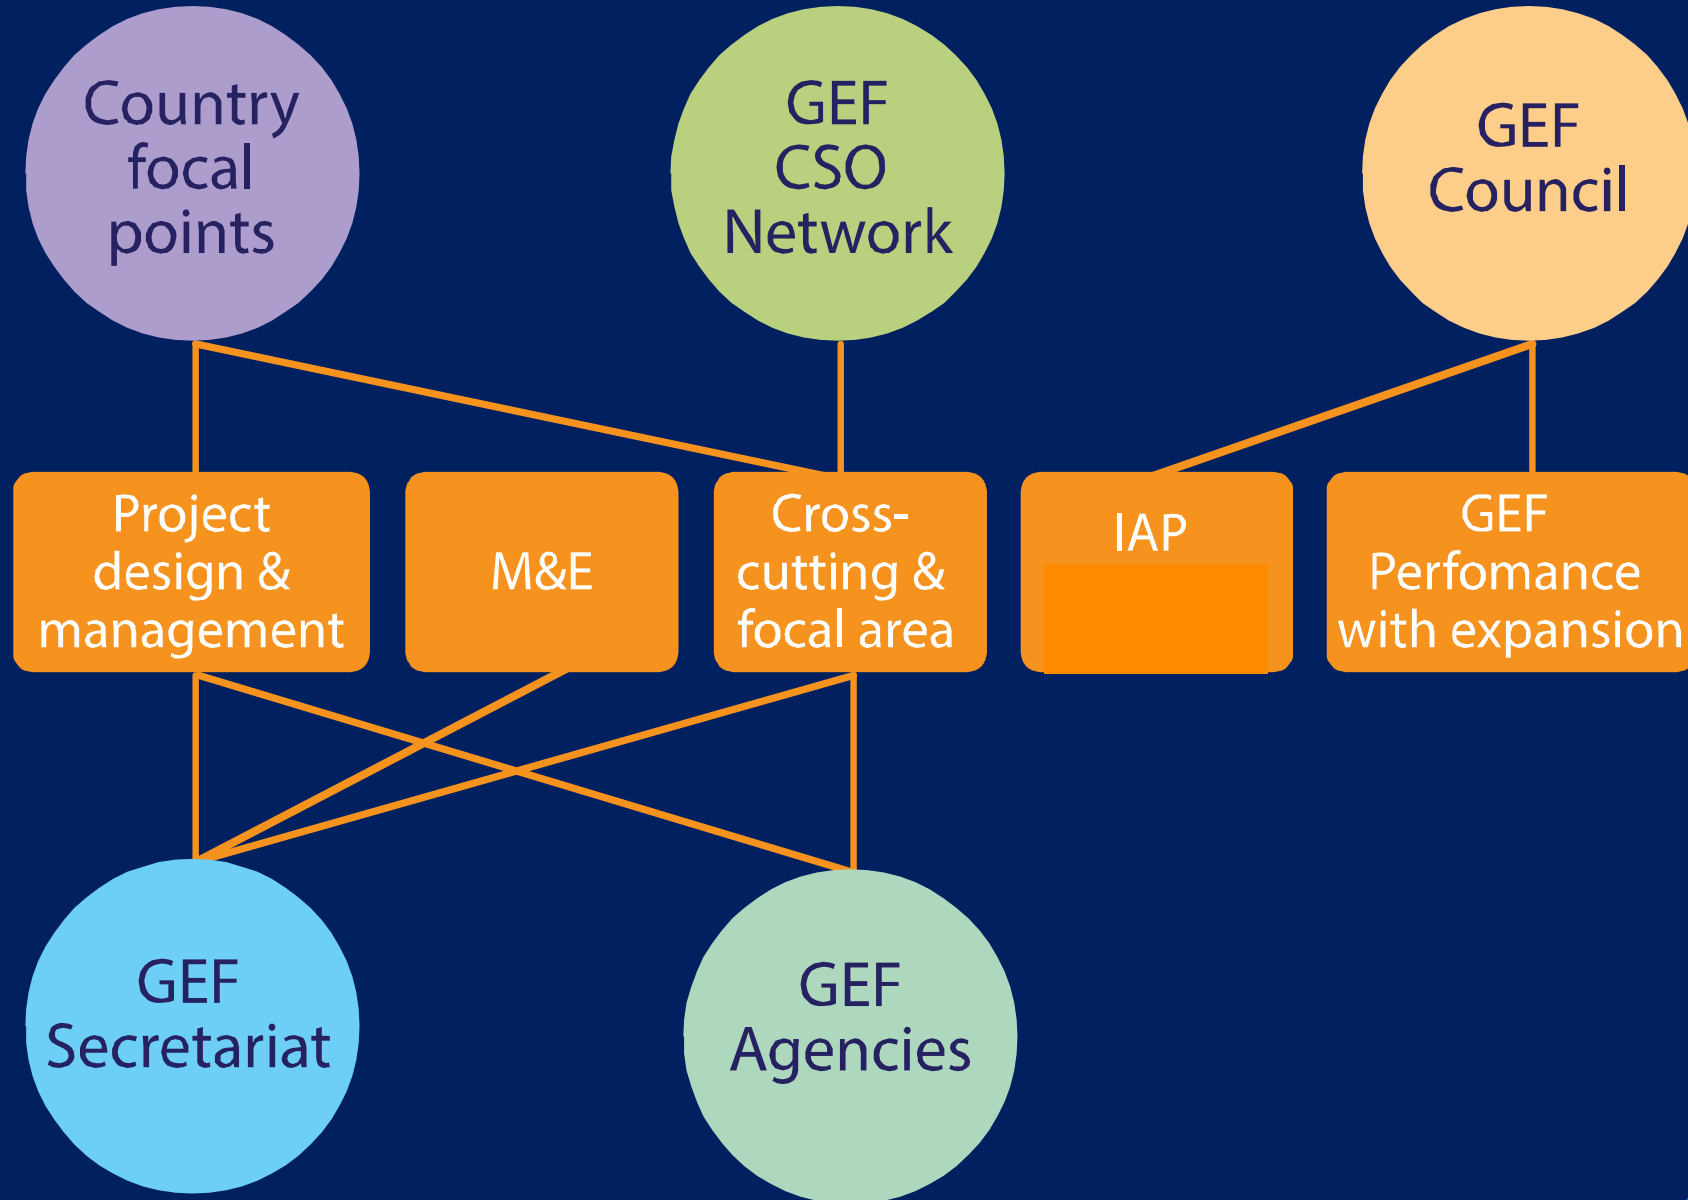 Country
focal
points
GEF
CSO
Network
GEF
Council
Project
design &
management
M&E
Cross-
cutting &
focal area
IAP
GEF
Perfomance
with expansion
GEF
Secretariat
GEF
Agencies